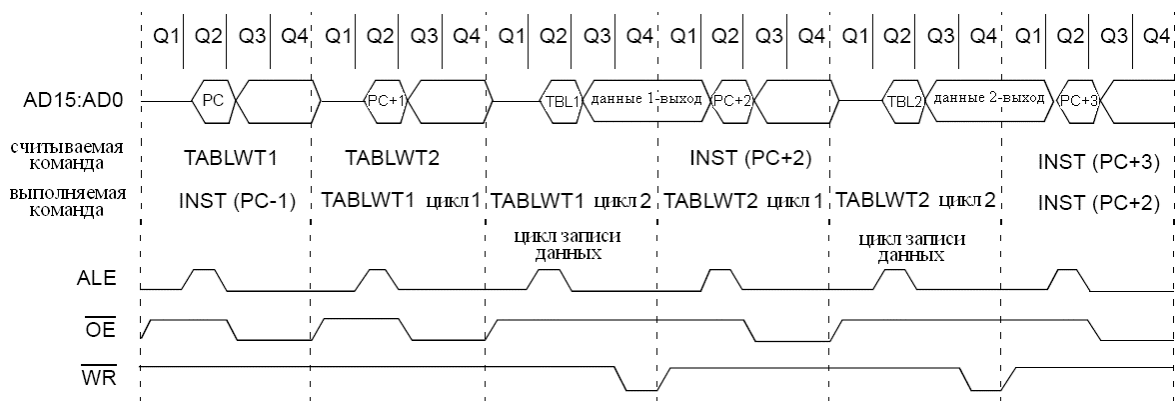 Q1 Q2 Q3 Q4 Q1 Q2 Q3 Q4 Q1 Q2 Q3 Q4 Q1 Q2 Q3 Q4 Q1 Q2 Q3 Q4 Q1 Q2 Q3 Q4
AD15:AD0 PC PC+1 TBL1 данные 1-выход PC+2 TBL2 данные 2-выход PC+3
считываемая
команда TABLWT1 TABLWT2 INST (PC+2) INST (PC+3)
выполняемая
команда INST (PC-1) TABLWT1 цикл 1 TABLWT1 цикл 2 TABLWT2 цикл 1 TABLWT2 цикл 2 INST (PC+2)
цикл записи
данных
цикл записи
данных
ALE
OE
WR